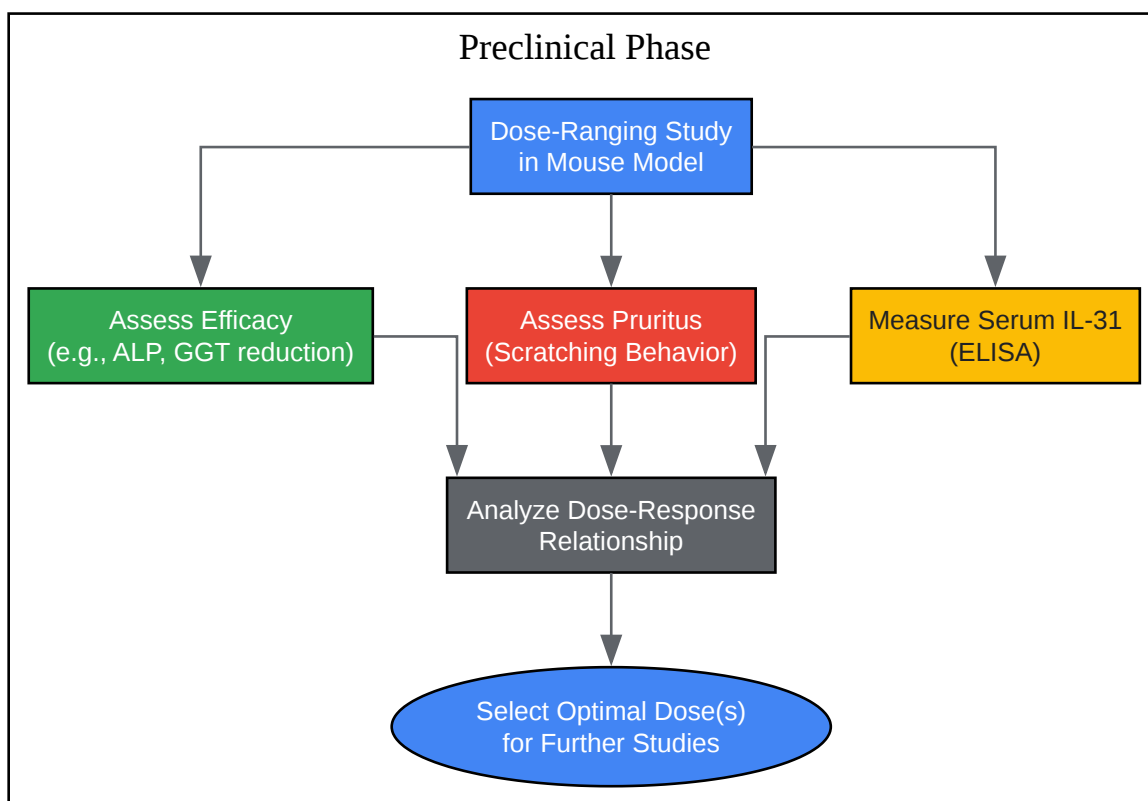 Preclinical Phase
Dose-Ranging Study
in Mouse Model
Assess Efficacy
(e.g., ALP, GGT reduction)
Assess Pruritus
(Scratching Behavior)
Measure Serum IL-31
(ELISA)
Analyze Dose-Response
Relationship
Select Optimal Dose(s)
for Further Studies